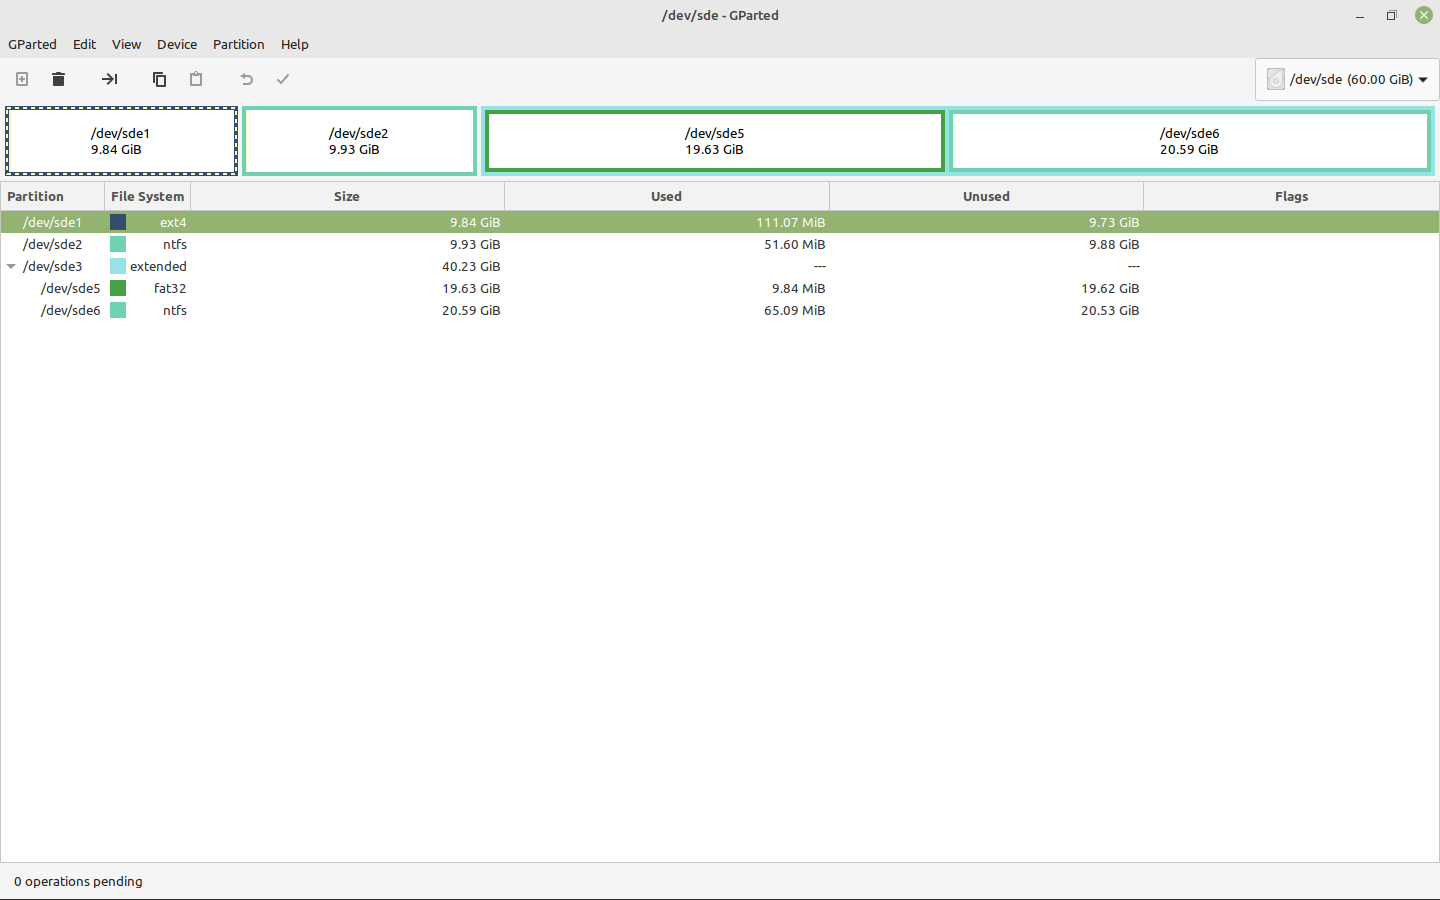 /dev/sde - GParted
GParted Edit View Device Partition Help
/dev/sde (60.00 GiB)
/dev/sde1
9.84 GiB
/dev/sde2
9.93 GiB
/dev/sde5
19.63 GiB
/dev/sde6
20.59 GiB
Partition File System Size Used Unused Flags
/dev/sde1 ext4 9.84 GiB 111.07 MiB 9.73 GiB
/dev/sde2 ntfs 9.93 GiB 51.60 MiB 9.88 GiB
/dev/sde3 extended 40.23 GiB --- ---
/dev/sde5 fat32 19.63 GiB 9.84 MiB 19.62 GiB
/dev/sde6 ntfs 20.59 GiB 65.09 MiB 20.53 GiB
0 operations pending